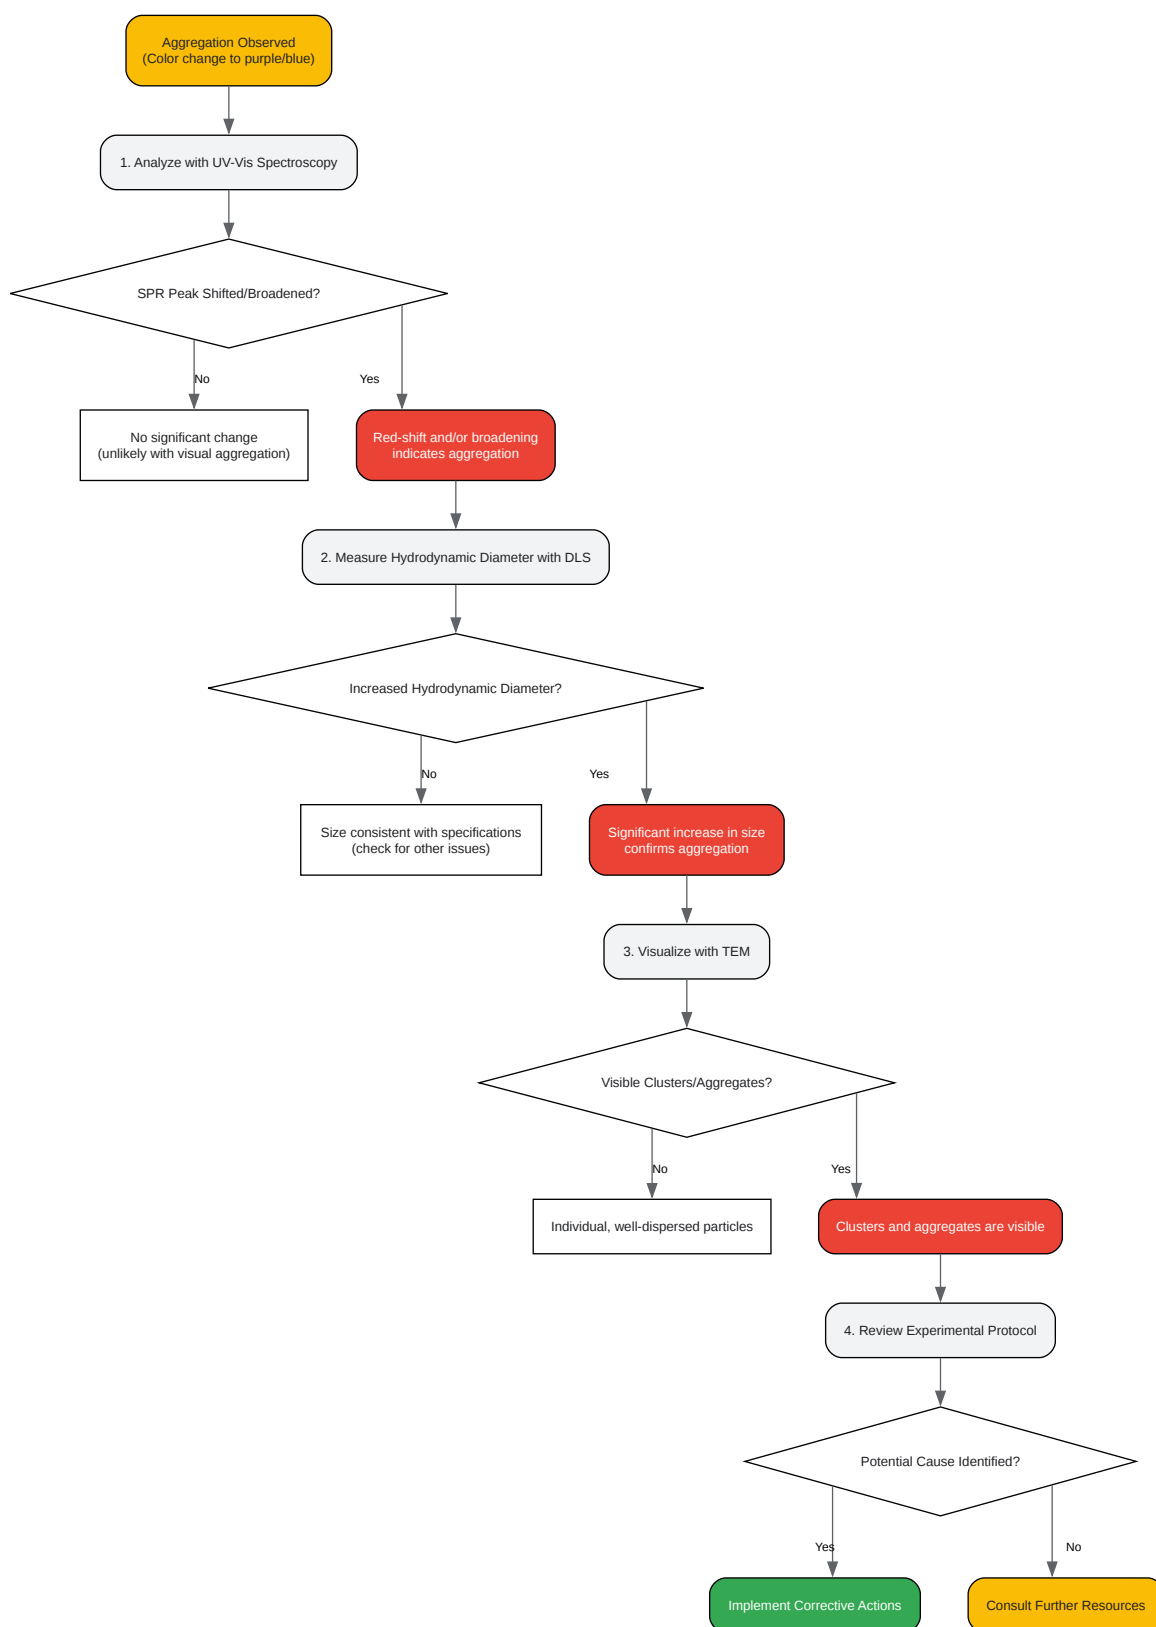 Aggregation Observed
(Color change to purple/blue)
1. Analyze with UV-Vis Spectroscopy
SPR Peak Shifted/Broadened?
No
Yes
No significant change
(unlikely with visual aggregation)
Red-shift and/or broadening
indicates aggregation
2. Measure Hydrodynamic Diameter with DLS
Increased Hydrodynamic Diameter?
No
Yes
Size consistent with specifications
(check for other issues)
Significant increase in size
confirms aggregation
3. Visualize with TEM
Visible Clusters/Aggregates?
No
Yes
Individual, well-dispersed particles
Clusters and aggregates are visible
4. Review Experimental Protocol
Potential Cause Identified?
Yes
No
Implement Corrective Actions
Consult Further Resources